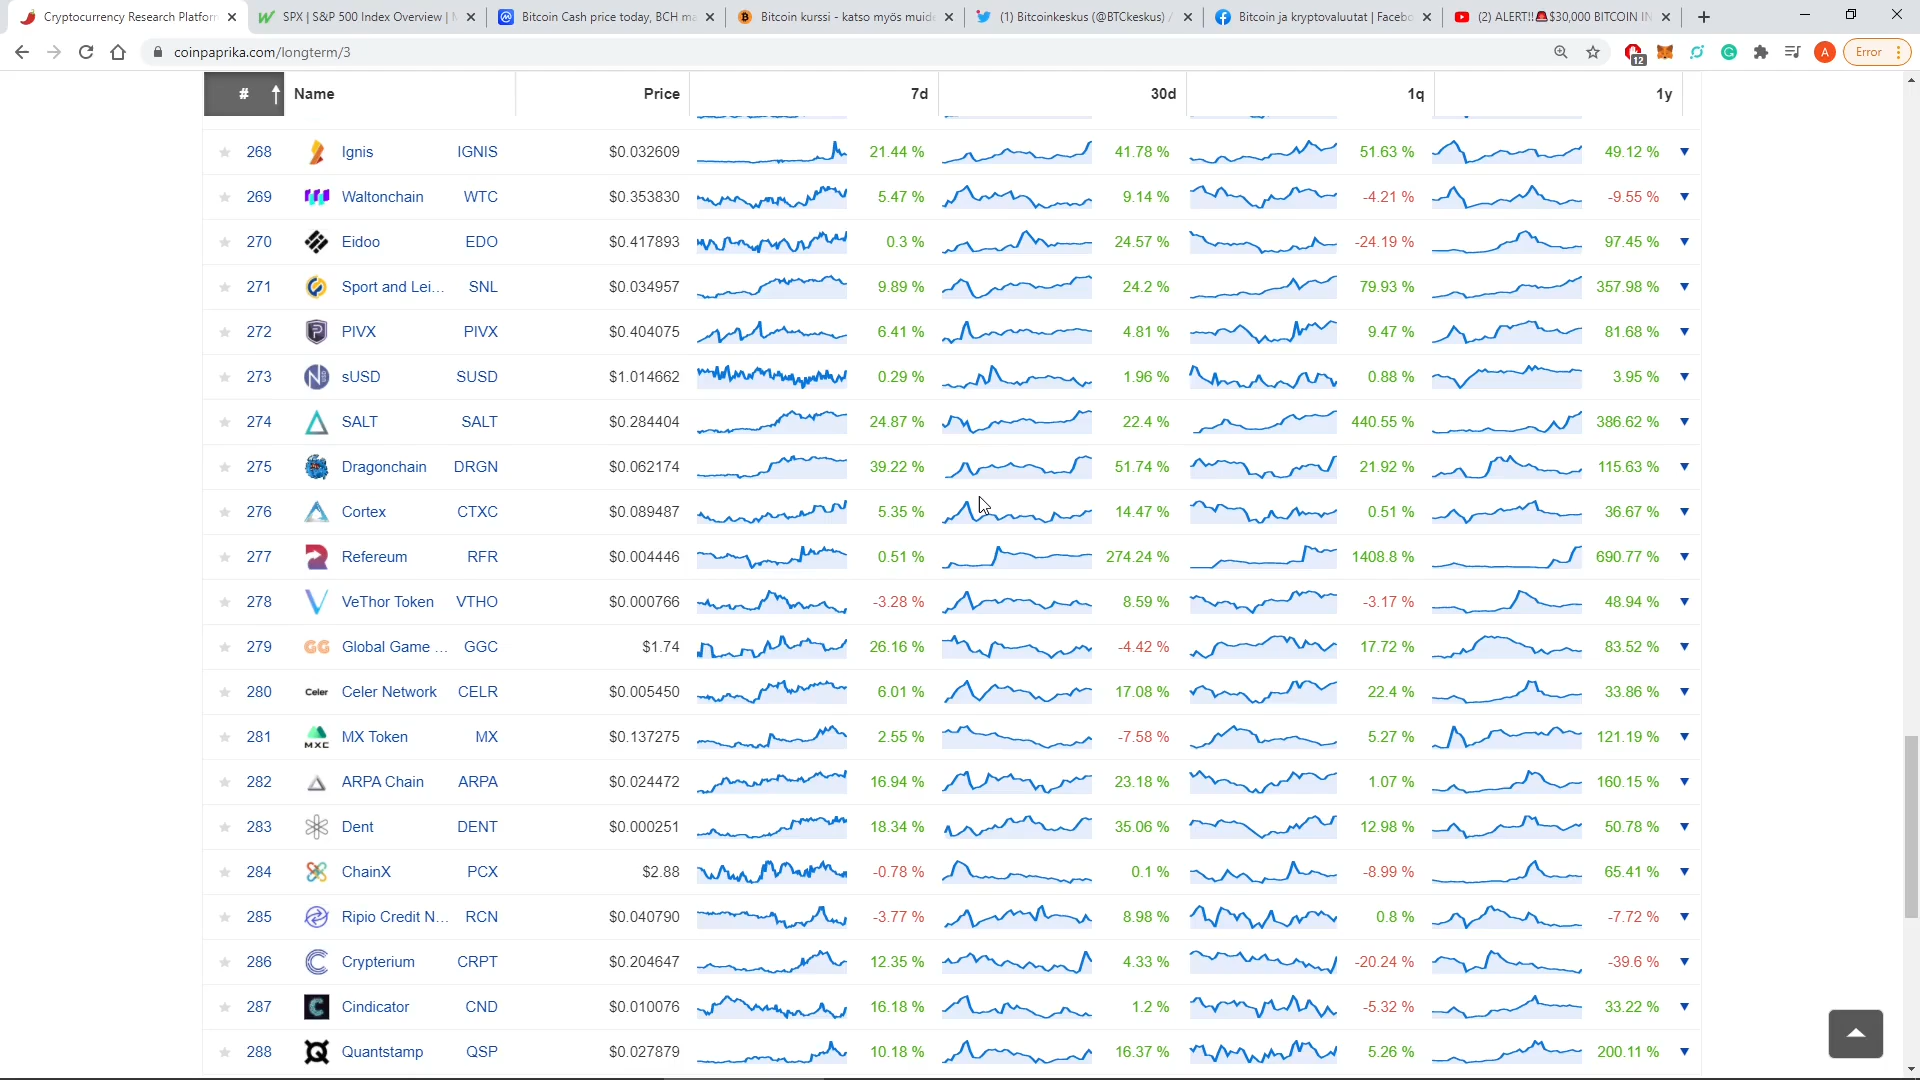 Cryptocurrency Research Platform
SPX | S&P 500 Index Overview | M
Bitcoin Cash price today, BCH ma
Bitcoin kurssi - katso myös muide
(1) Bitcoinkeskus (@BTCkeskus) /
Bitcoin ja kryptovaluutat | Facebo
(2) ALERT!!🚨$30,000 BITCOIN IN
coinpaprika.com/longterm/3
12
A
Error
# Name Price 7d 30d 1q 1y
268 Ignis IGNIS $0.032609 21.44 % 41.78 % 51.63 % 49.12 %
269 Waltonchain WTC $0.353830 5.47 % 9.14 % -4.21 % -9.55 %
270 Eidoo EDO $0.417893 0.3 % 24.57 % -24.19 % 97.45 %
271 Sport and Lei... SNL $0.034957 9.89 % 24.2 % 79.93 % 357.98 %
272 PIVX PIVX $0.404075 6.41 % 4.81 % 9.47 % 81.68 %
273 sUSD SUSD $1.014662 0.29 % 1.96 % 0.88 % 3.95 %
274 SALT SALT $0.284404 24.87 % 22.4 % 440.55 % 386.62 %
275 Dragonchain DRGN $0.062174 39.22 % 51.74 % 21.92 % 115.63 %
276 Cortex CTXC $0.089487 5.35 % 14.47 % 0.51 % 36.67 %
277 Refereum RFR $0.004446 0.51 % 274.24 % 1408.8 % 690.77 %
278 VeThor Token VTHO $0.000766 -3.28 % 8.59 % -3.17 % 48.94 %
279 GG Global Game ... GGC $1.74 26.16 % -4.42 % 17.72 % 83.52 %
280 Celer Celer Network CELR $0.005450 6.01 % 17.08 % 22.4 % 33.86 %
281 MXC MX Token MX $0.137275 2.55 % -7.58 % 5.27 % 121.19 %
282 ARPA Chain ARPA $0.024472 16.94 % 23.18 % 1.07 % 160.15 %
283 Dent DENT $0.000251 18.34 % 35.06 % 12.98 % 50.78 %
284 ChainX PCX $2.88 -0.78 % 0.1 % -8.99 % 65.41 %
285 Ripio Credit N... RCN $0.040790 -3.77 % 8.98 % 0.8 % -7.72 %
286 Crypterium CRPT $0.204647 12.35 % 4.33 % -20.24 % -39.6 %
287 Cindicator CND $0.010076 16.18 % 1.2 % -5.32 % 33.22 %
288 Quantstamp QSP $0.027879 10.18 % 16.37 % 5.26 % 200.11 %